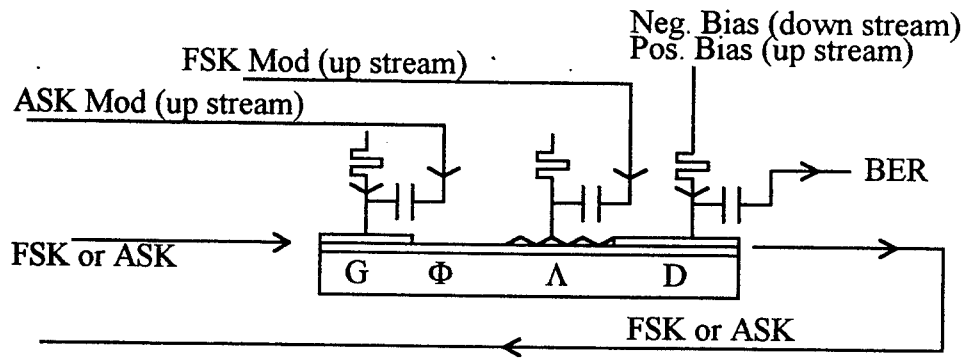 Neg. Bias (down stream)
Pos. Bias (up stream)
FSK Mod (up stream)
ASK Mod (up stream)
BER
FSK or ASK
G Φ Λ D
FSK or ASK